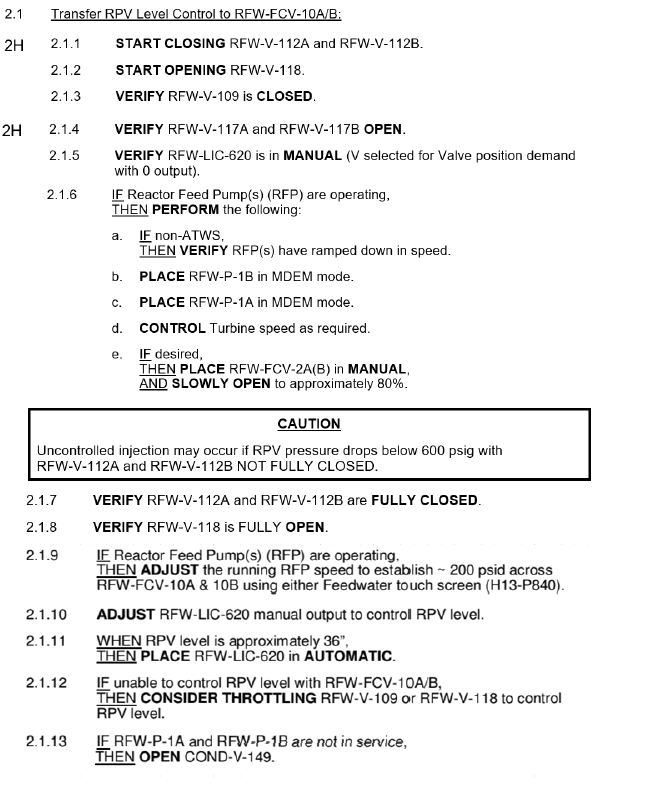 2.1 Transfer RPV Level Control to RFW-FCV-10A/B:
2H 2.1.1 START CLOSING RFW-V-112A and RFW-V-112B.
2.1.2 START OPENING RFW-V-118.
2.1.3 VERIFY RFW-V-109 is CLOSED.
2H 2.1.4 VERIFY RFW-V-117A and RFW-V-117B OPEN.
2.1.5 VERIFY RFW-LIC-620 is in MANUAL (V selected for Valve position demand
with 0 output).
2.1.6 IF Reactor Feed Pump(s) (RFP) are operating,
THEN PERFORM the following:
a. IF non-ATWS,
THEN VERIFY RFP(s) have ramped down in speed.
b. PLACE RFW-P-1B in MDEM mode.
c. PLACE RFW-P-1A in MDEM mode.
d. CONTROL Turbine speed as required.
e. IF desired,
THEN PLACE RFW-FCV-2A(B) in MANUAL,
AND SLOWLY OPEN to approximately 80%.
CAUTION
Uncontrolled injection may occur if RPV pressure drops below 600 psig with
RFW-V-112A and RFW-V-112B NOT FULLY CLOSED.
2.1.7 VERIFY RFW-V-112A and RFW-V-112B are FULLY CLOSED.
2.1.8 VERIFY RFW-V-118 is FULLY OPEN.
2.1.9 IF Reactor Feed Pump(s) (RFP) are operating,
THEN ADJUST the running RFP speed to establish ~ 200 psid across
RFW-FCV-10A & 10B using either Feedwater touch screen (H13-P840).
2.1.10 ADJUST RFW-LIC-620 manual output to control RPV level.
2.1.11 WHEN RPV level is approximately 36",
THEN PLACE RFW-LIC-620 in AUTOMATIC.
2.1.12 IF unable to control RPV level with RFW-FCV-10A/B,
THEN CONSIDER THROTTLING RFW-V-109 or RFW-V-118 to control
RPV level.
2.1.13 IF RFW-P-1A and RFW-P-1B are not in service,
THEN OPEN COND-V-149.